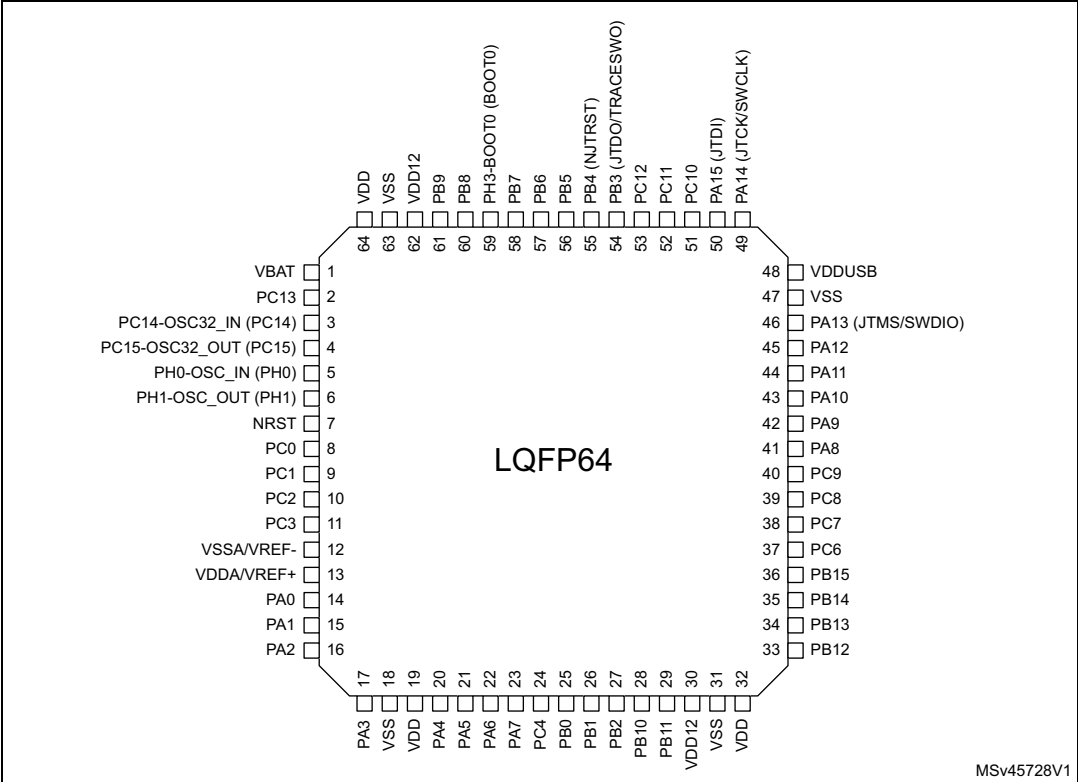 PH3-BOOT0 (BOOT0)
PB4 (NJTRST)
PB3 (JTDO/TRACESWO)
PA15 (JTDI)
PA14 (JTCK/SWCLK)
VDD VSS VDD12 PB9 PB8 PB7 PB6 PB5 PC12 PC11 PC10
64 63 62 61 60 59 58 57 56 55 54 53 52 51 50 49
VBAT 1 48 VDDUSB
PC13 2 47 VSS
PC14-OSC32_IN (PC14) 3 46 PA13 (JTMS/SWDIO)
PC15-OSC32_OUT (PC15) 4 45 PA12
PH0-OSC_IN (PH0) 5 44 PA11
PH1-OSC_OUT (PH1) 6 43 PA10
NRST 7 42 PA9
PC0 8 41 PA8
PC1 9 40 PC9
PC2 10 39 PC8
PC3 11 38 PC7
VSSA/VREF- 12 37 PC6
VDDA/VREF+ 13 36 PB15
PA0 14 35 PB14
PA1 15 34 PB13
PA2 16 33 PB12
LQFP64
17 18 19 20 21 22 23 24 25 26 27 28 29 30 31 32
PA3 VSS VDD PA4 PA5 PA6 PA7 PC4 PB0 PB1 PB2 PB10 PB11 VDD12 VSS VDD
MSv45728V1